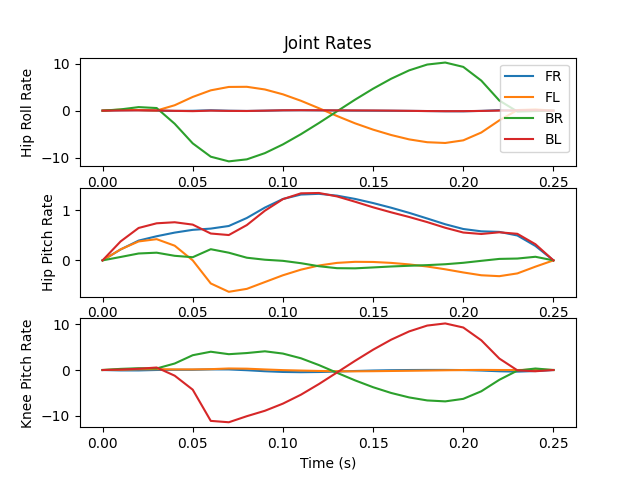 Joint Rates
Hip Roll Rate
10
0
−10
FR
FL
BR
BL
0.00 0.05 0.10 0.15 0.20 0.25
Hip Pitch Rate
1
0
0.00 0.05 0.10 0.15 0.20 0.25
Knee Pitch Rate
10
0
−10
0.00 0.05 0.10 0.15 0.20 0.25
Time (s)